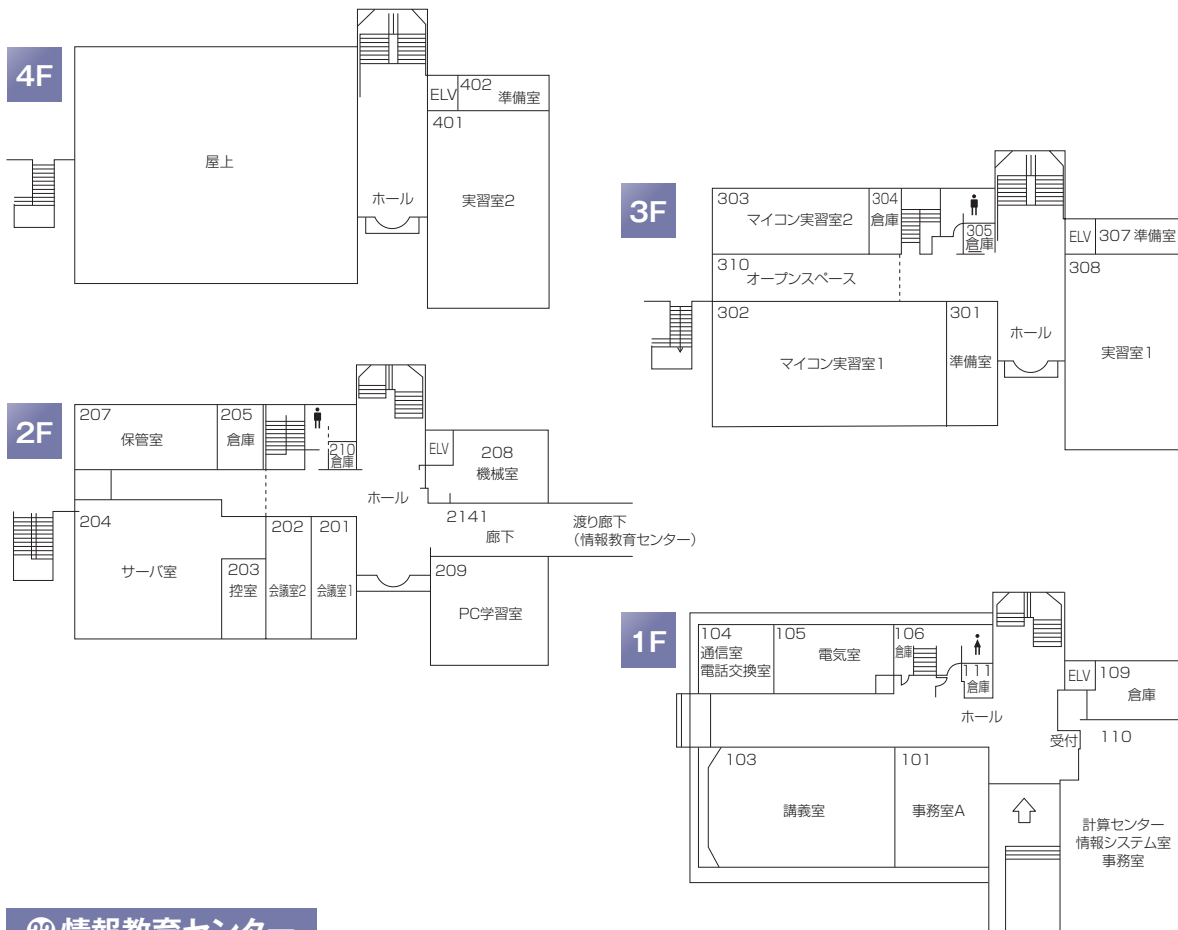 4F
ELV
402
準備室
401
屋上
ホール
実習室2
3F
303
マイコン実習室2
304
倉庫
305
倉庫
ELV
307 準備室
310
オープンスペース
308
302
マイコン実習室1
301
準備室
ホール
実習室1
2F
207
保管室
205
倉庫
210
倉庫
ELV
208
機械室
ホール
204
サーバ室
203
控室
202
会議室2
201
会議室1
2141
廊下
渡り廊下
(情報教育センター)
209
PC学習室
1F
104
通信室
電話交換室
105
電気室
106
倉庫
111
倉庫
ELV
109
倉庫
ホール
受付
110
103
講義室
101
事務室A
計算センター
情報システム室
事務室
情報教育センター